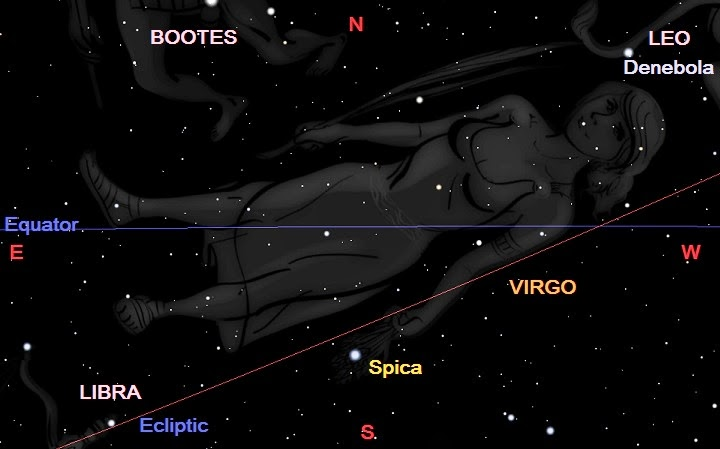 N
BOOTES
LEO
Denebola
Equator
E
W
VIRGO
Spica
LIBRA
Ecliptic
S